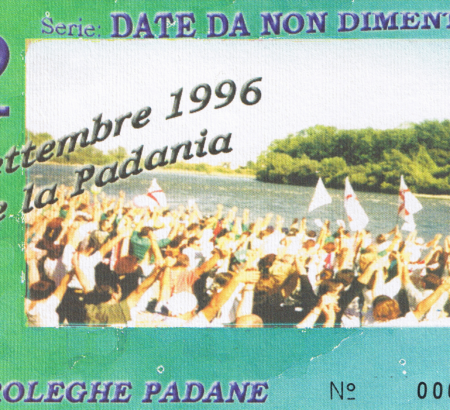 Serie: DATE DA NON DIMENT
ettembre 1996
e la Padania
ROLEGHE PADANE
Nº 000